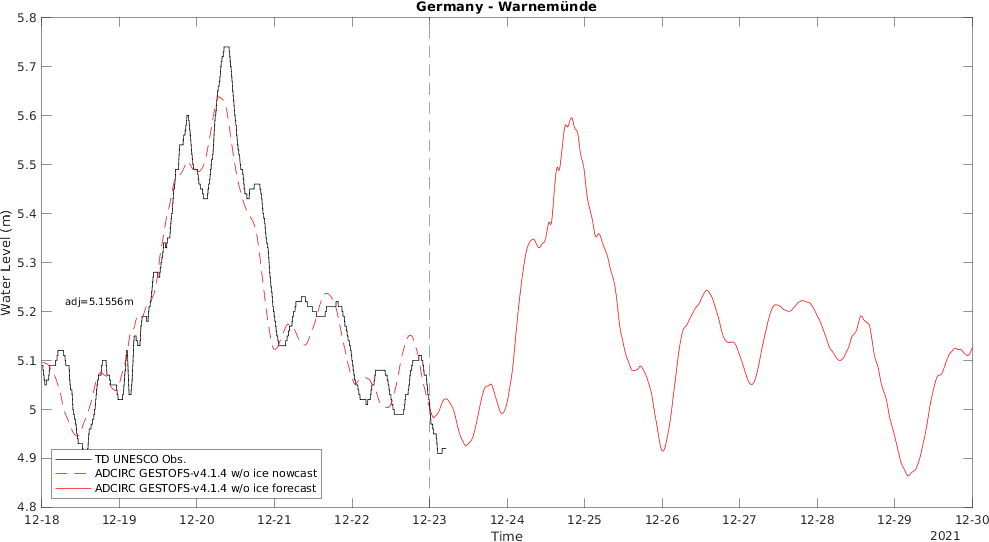 Germany - Warnemünde
Water Level (m)
5.8
5.7
5.6
5.5
5.4
5.3
5.2
5.1
5
4.9
4.8
adj=5.1556m
TD UNESCO Obs.
ADCIRC GESTOFS-v4.1.4 w/o ice nowcast
ADCIRC GESTOFS-v4.1.4 w/o ice forecast
12-18 12-19 12-20 12-21 12-22 12-23 12-24 12-25 12-26 12-27 12-28 12-29 12-30
Time
2021